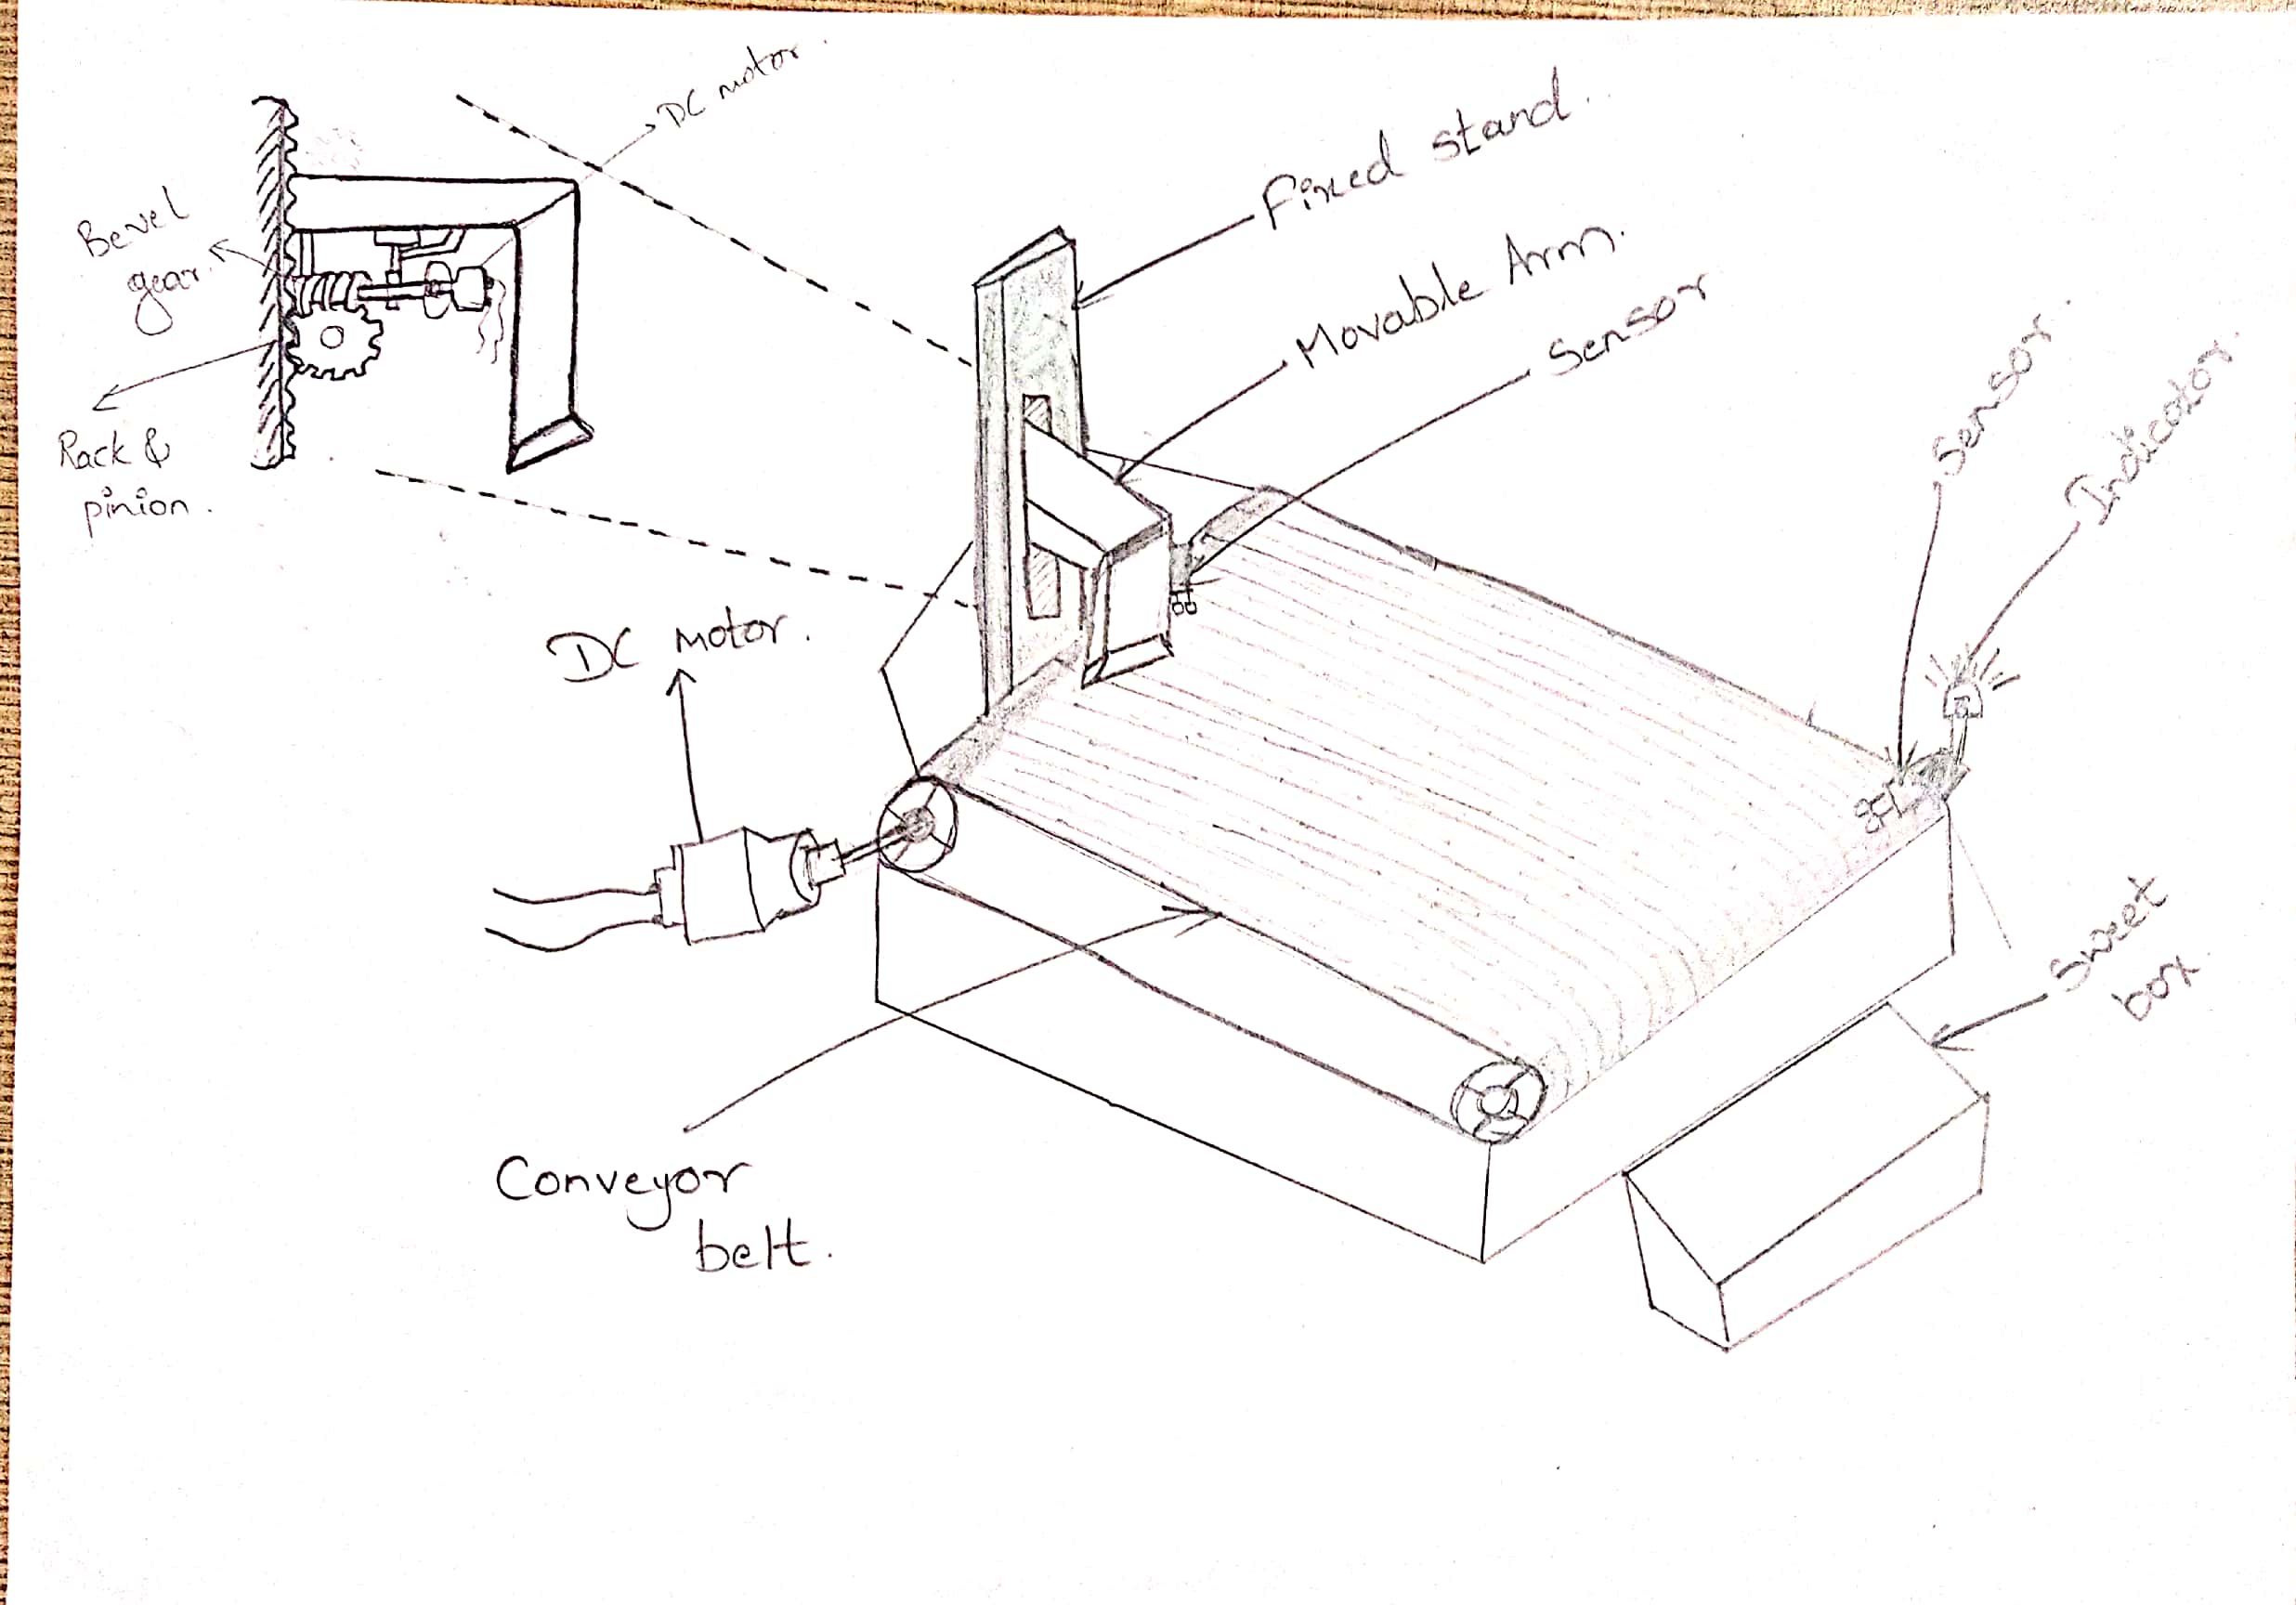 DC motor.
Fixed stand..
Bevel
gear.
Movable Arm.
Sensor
Sensor.
Indicator.
Rack &
pinion.
DC motor.
Sweet
box.
Conveyor
belt.